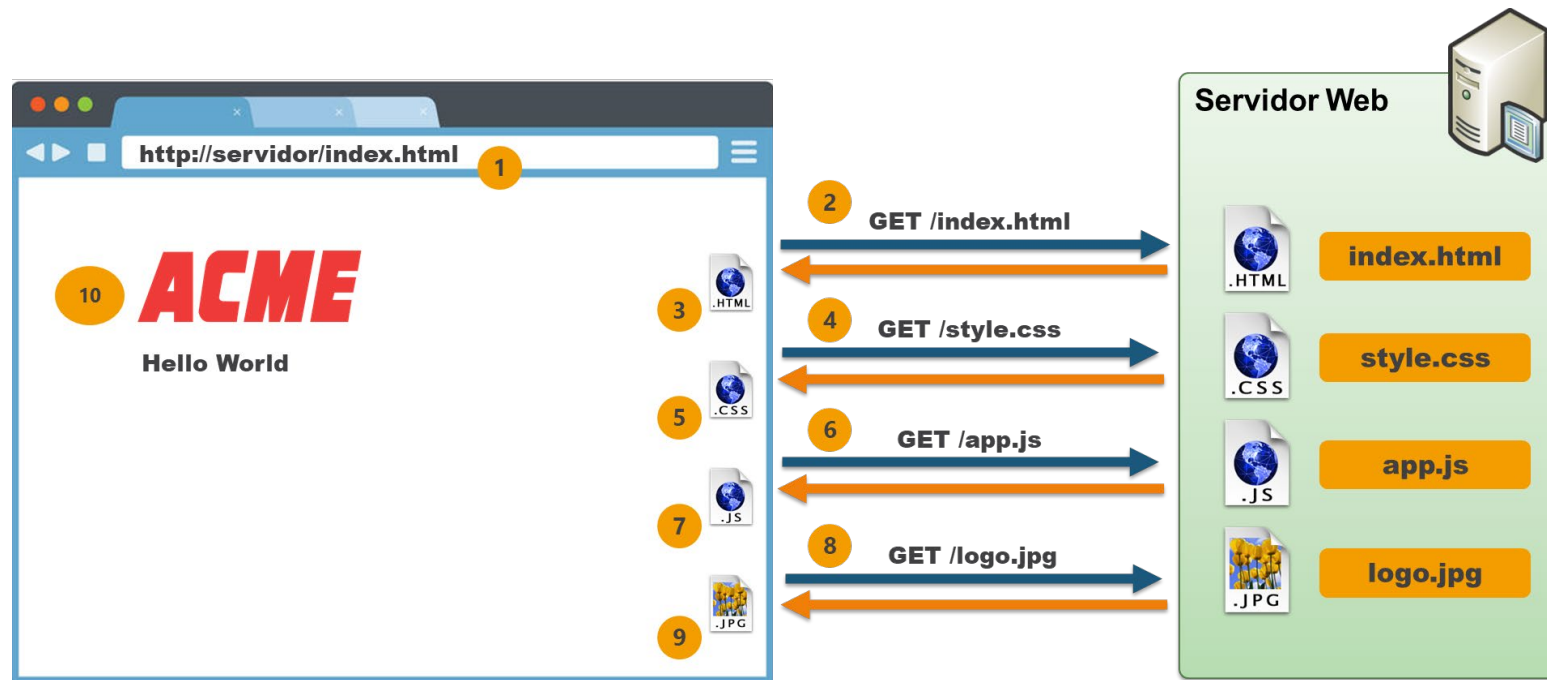 Servidor Web
http://servidor/index.html
1
2
GET /index.html
index.html
.HTML
.HTML
10
ACME
3
4
GET /style.css
style.css
Hello World
.CSS
.CSS
5
6
GET /app.js
app.js
.JS
.JS
7
8
GET /logo.jpg
logo.jpg
.JPG
.JPG
9